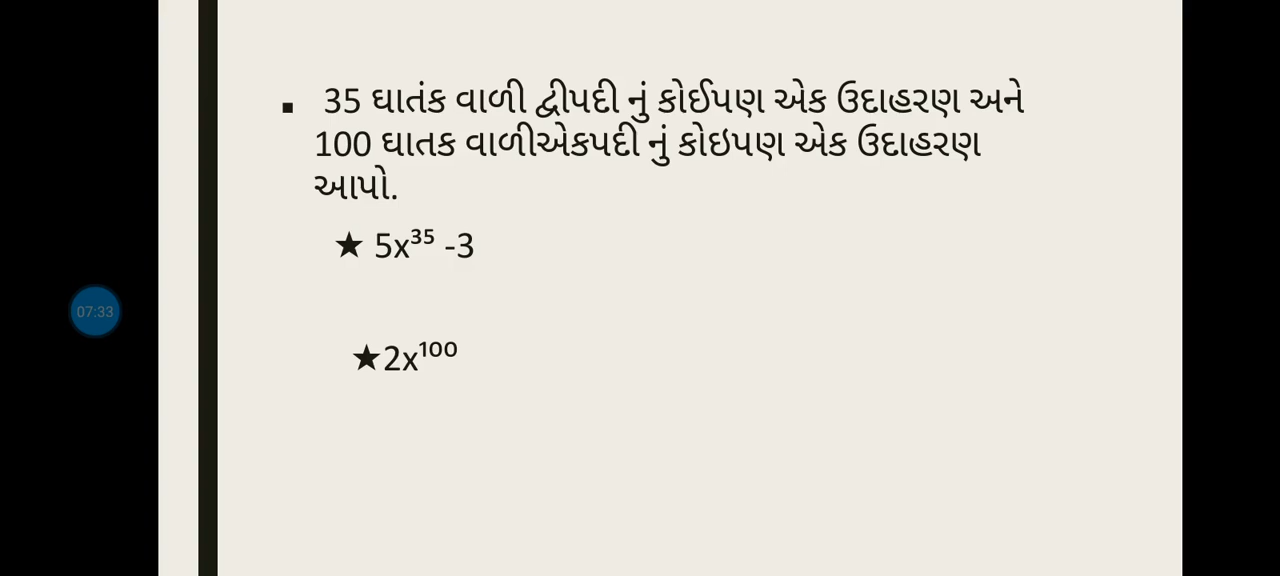 ▪ 35 ઘાતંક વાળી દ્વીપદી નું કોઈપણ એક ઉદાહરણ અને
100 ઘાતક વાળીએકપદી નું કોઇપણ એક ઉદાહરણ
આપો.
★ 5x³⁵ -3
07:33
★2x¹⁰⁰